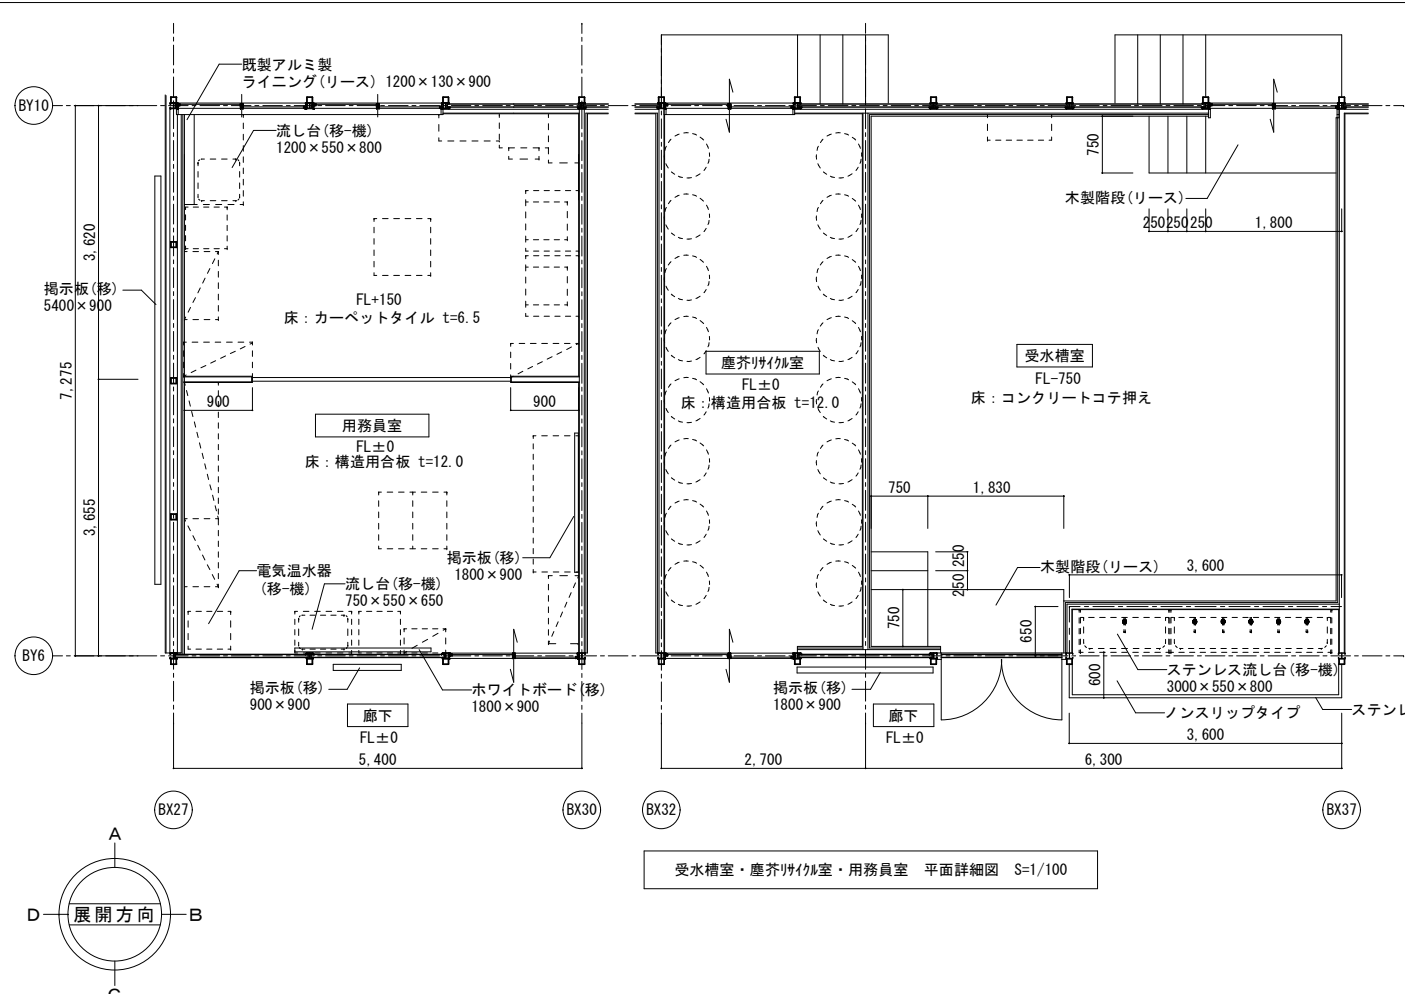 BY10
既製アルミ製
ライニング(リース) 1200×130×900
流し台(移-機)
1200×550×800
750
木製階段(リース)
250 250 250 1,800
3,620
7,275
3,655
掲示板(移)
5400×900
FL+150
床：カーペットタイル t=6.5
900
900
用務員室
FL±0
床：構造用合板 t=12.0
塵芥ﾘｻｲｸﾙ室
FL±0
床：構造用合板 t=12.0
受水槽室
FL-750
床：コンクリートコテ押え
750 1,830
掲示板(移)
1800×900
電気温水器
(移-機)
流し台(移-機)
750×550×650
250
250
木製階段(リース)
3,600
750
650
BY6
600
ステンレス流し台(移-機)
3000×550×800
掲示板(移)
900×900
ホワイトボード(移)
1800×900
掲示板(移)
1800×900
ノンスリップタイプ
ステンレ
廊下
FL±0
廊下
FL±0
3,600
5,400
2,700
6,300
BX27
BX30
BX32
BX37
受水槽室・塵芥ﾘｻｲｸﾙ室・用務員室　平面詳細図　S=1/100
A
D 展開方向 B